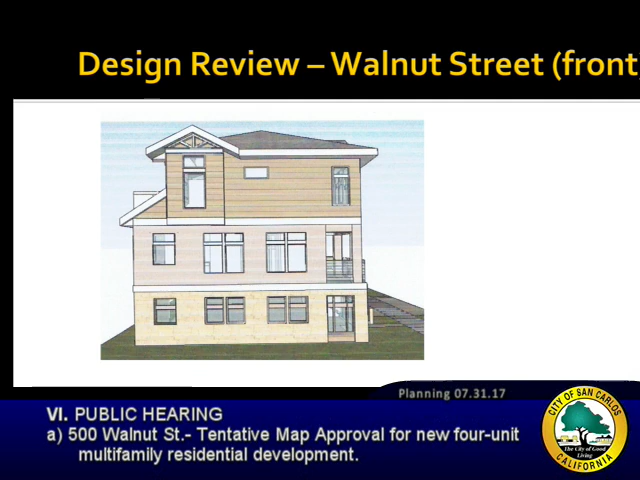 Design Review – Walnut Street (front
Planning 07.31.17
VI. PUBLIC HEARING
a) 500 Walnut St.- Tentative Map Approval for new four-unit
multifamily residential development.
CITY OF SAN CARLOS
The City of Good
Living
CALIFORNIA